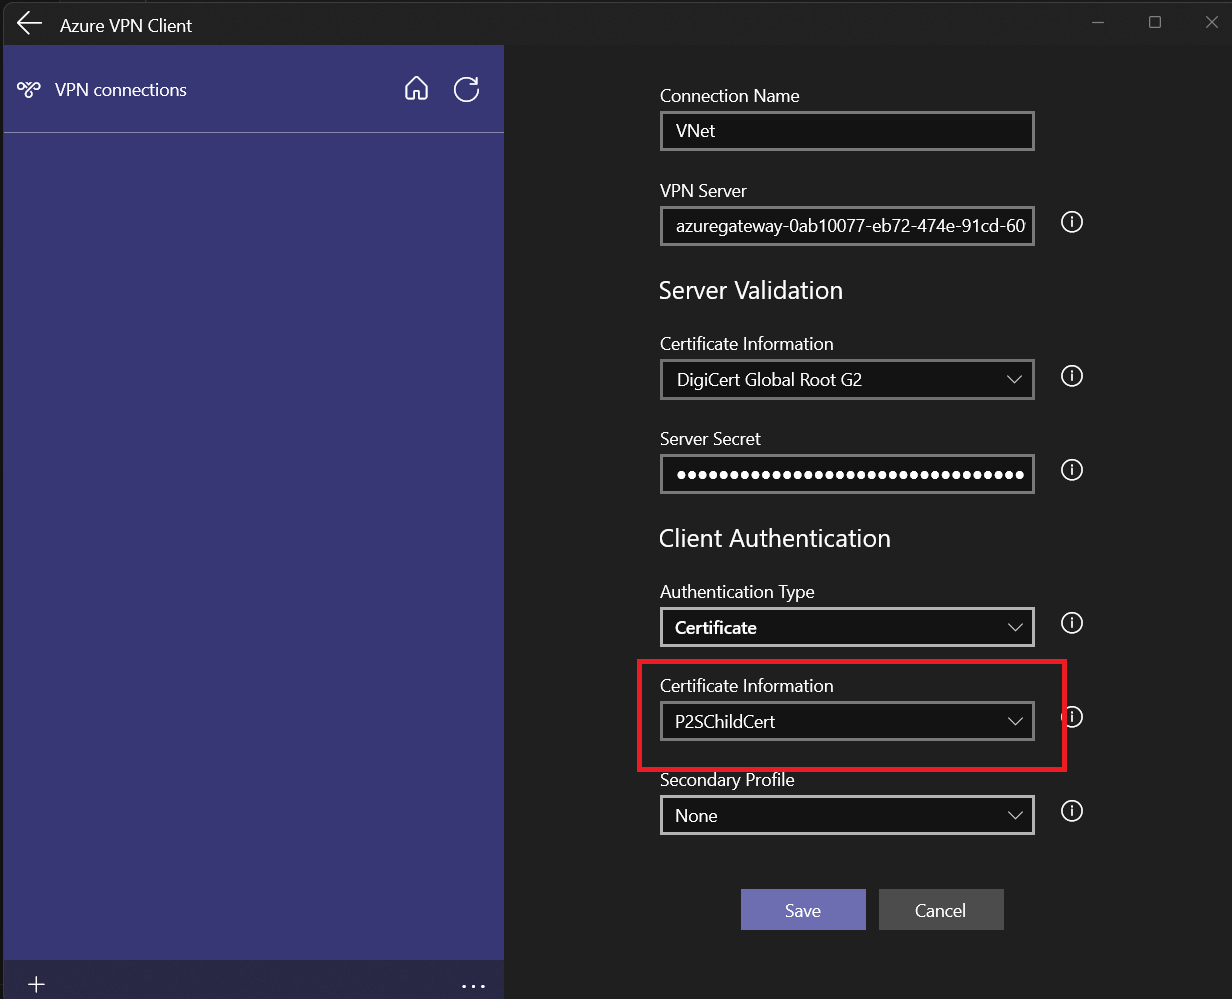 Azure VPN Client
VPN connections
Connection Name
VNet
VPN Server
azuregateway-0ab10077-eb72-474e-91cd-60
Server Validation
Certificate Information
DigiCert Global Root G2
Server Secret
●●●●●●●●●●●●●●●●●●●●●●●●●●●●●●●●●
Client Authentication
Authentication Type
Certificate
Certificate Information
P2SChildCert
Secondary Profile
None
Save Cancel